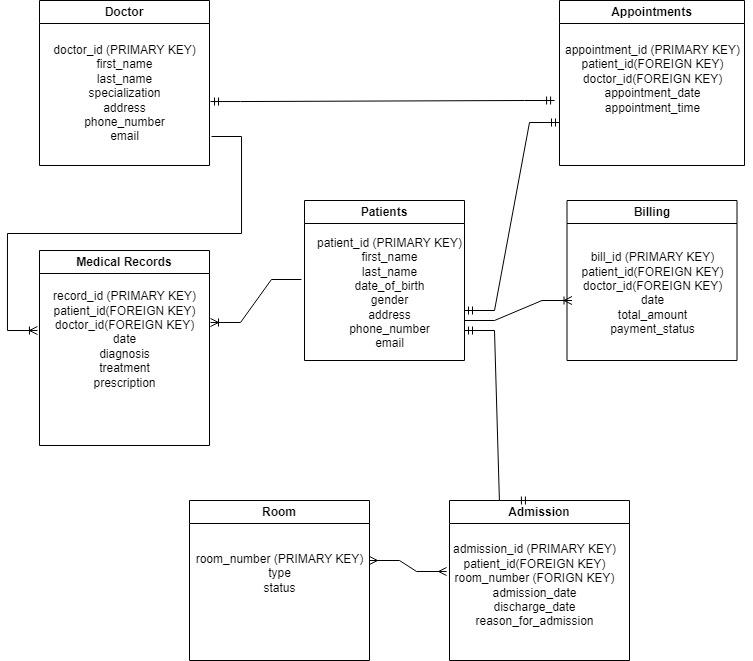 Doctor
doctor_id (PRIMARY KEY)
first_name
last_name
specialization
address
phone_number
email
Appointments
appointment_id (PRIMARY KEY)
patient_id(FOREIGN KEY)
doctor_id(FOREIGN KEY)
appointment_date
appointment_time
Patients
patient_id (PRIMARY KEY)
first_name
last_name
date_of_birth
gender
address
phone_number
email
Billing
bill_id (PRIMARY KEY)
patient_id(FOREIGN KEY)
doctor_id(FOREIGN KEY)
date
total_amount
payment_status
Medical Records
record_id (PRIMARY KEY)
patient_id(FOREIGN KEY)
doctor_id(FOREIGN KEY)
date
diagnosis
treatment
prescription
Room
room_number (PRIMARY KEY)
type
status
Admission
admission_id (PRIMARY KEY)
patient_id(FOREIGN KEY)
room_number (FORIGN KEY)
admission_date
discharge_date
reason_for_admission